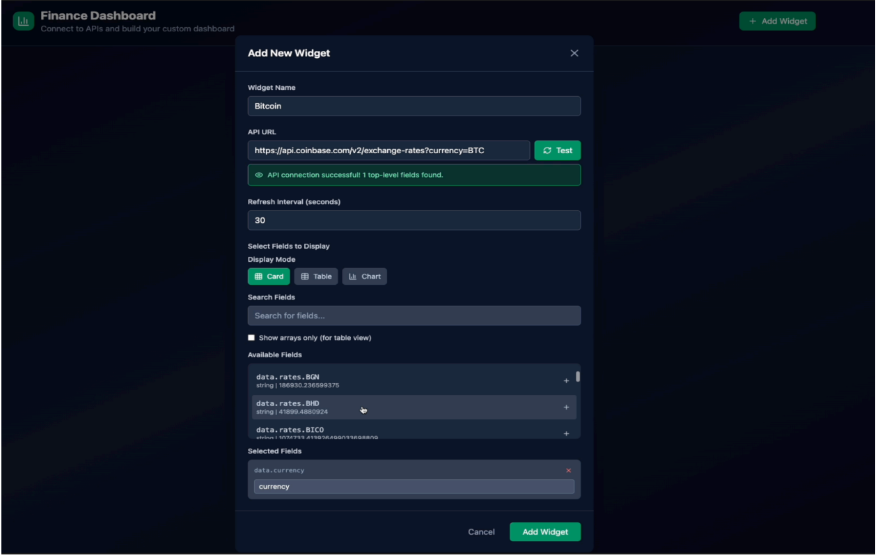 Finance Dashboard
Connect to APIs and build your custom dashboard
+ Add Widget
Add New Widget
Widget Name
Bitcoin
API URL
https://api.coinbase.com/v2/exchange-rates?currency=BTC
Test
API connection successful! 1 top-level fields found.
Refresh Interval (seconds)
30
Select Fields to Display
Display Mode
Card Table Chart
Search Fields
Search for fields...
Show arrays only (for table view)
Available Fields
data.rates.BGN
string | 186930.236599375
data.rates.BHD
string | 41899.4880924
data.rates.BICO
string |
Selected Fields
data.currency
currency
Cancel
Add Widget